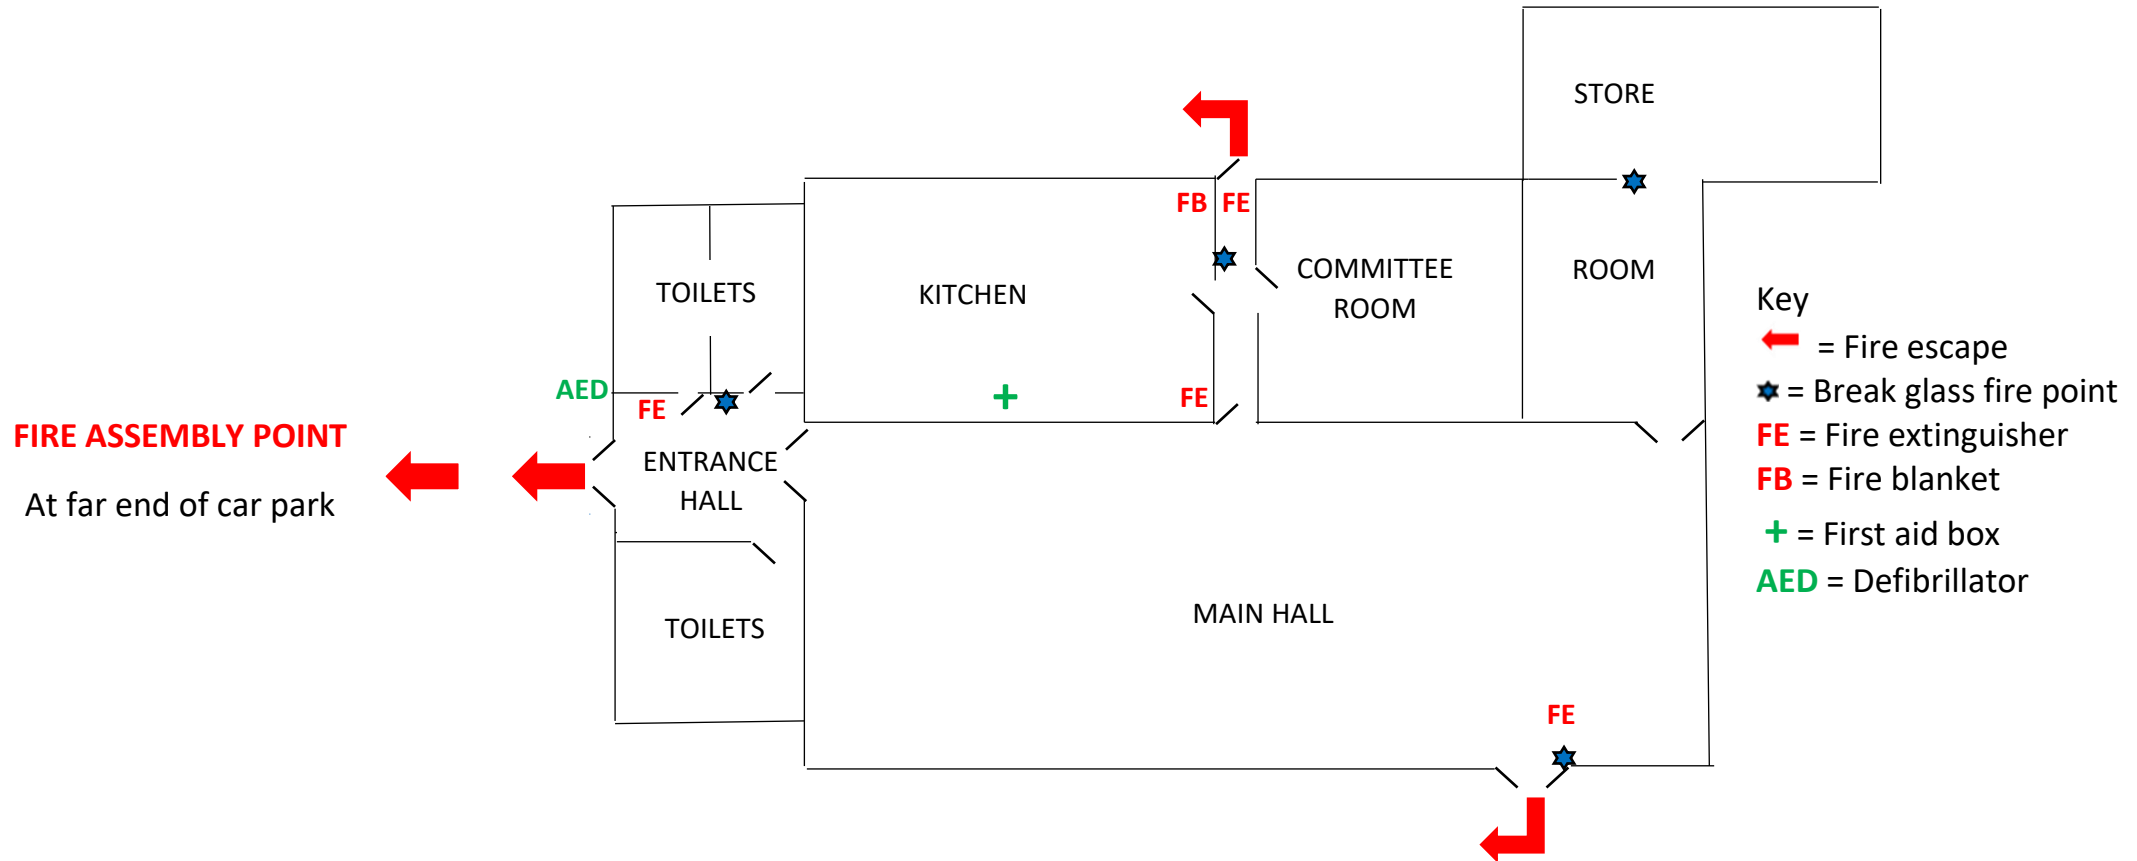 STORE
FB FE
COMMITTEE
ROOM
ROOM
TOILETS
KITCHEN
AED
FE
FE
FIRE ASSEMBLY POINT
At far end of car park
ENTRANCE
HALL
TOILETS
MAIN HALL
FE
Key
= Fire escape
= Break glass fire point
FE = Fire extinguisher
FB = Fire blanket
+ = First aid box
AED = Defibrillator